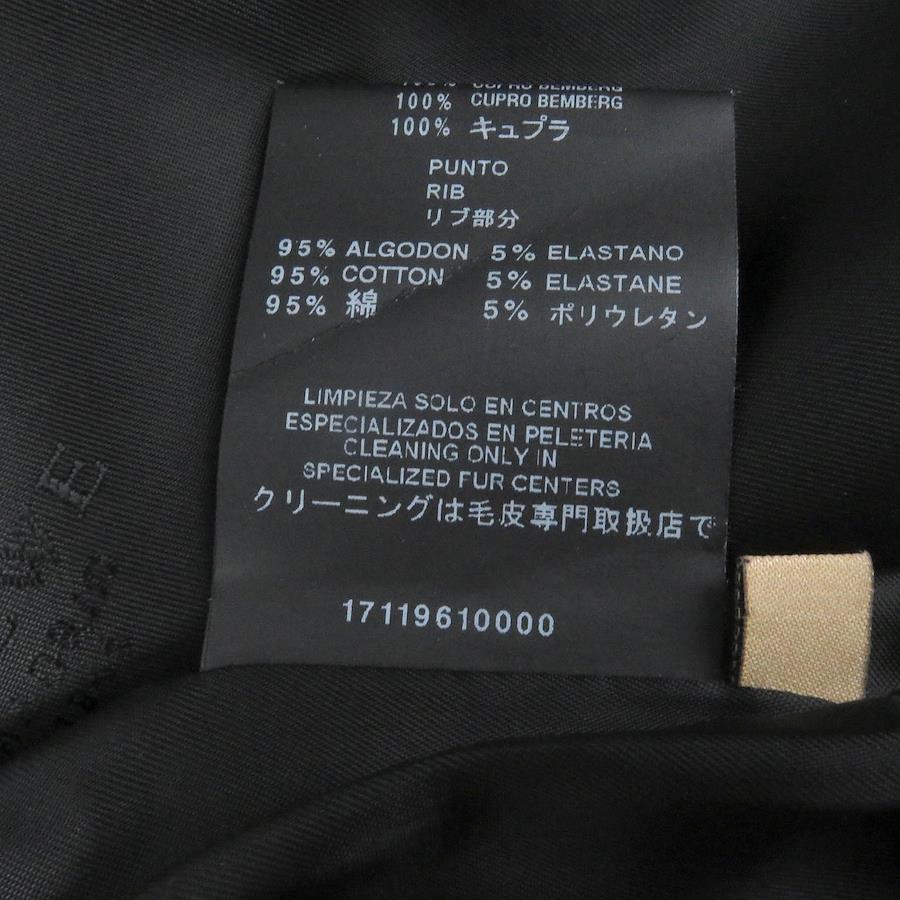 100% CUPRO BEMBERG
100% CUPRO BEMBERG
100% キュプラ
PUNTO
RIB
リブ部分
95% ALGODON 5% ELASTANO
95% COTTON 5% ELASTANE
95% 綿 5% ポリウレタン
LIMPIEZA SOLO EN CENTROS
ESPECIALIZADOS EN PELETERIA
CLEANING ONLY IN
SPECIALIZED FUR CENTERS
クリーニングは毛皮専門取扱店で
17119610000